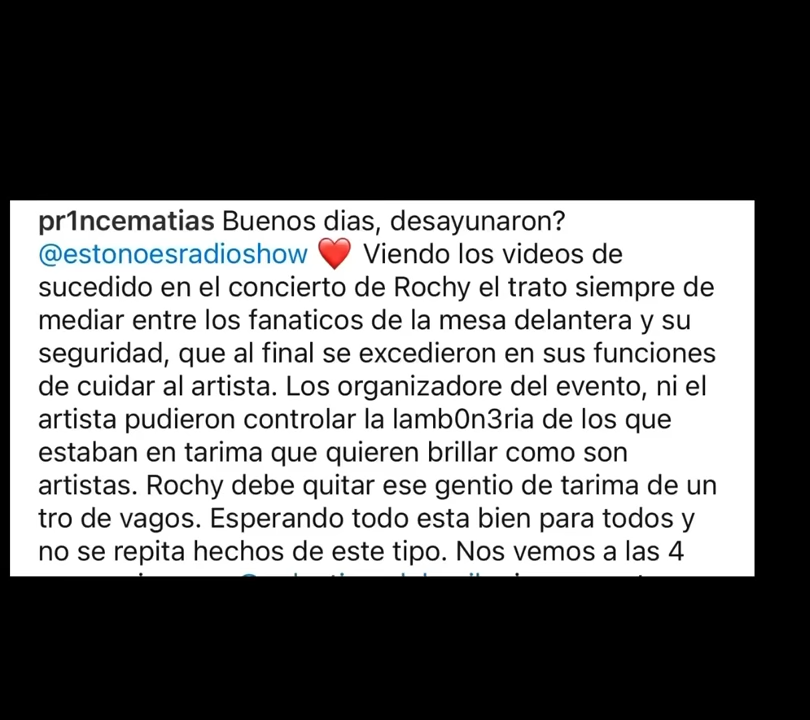 pr1ncematias Buenos dias, desayunaron?
@estonoesradioshow ❤️ Viendo los videos de
sucedido en el concierto de Rochy el trato siempre de
mediar entre los fanaticos de la mesa delantera y su
seguridad, que al final se excedieron en sus funciones
de cuidar al artista. Los organizadore del evento, ni el
artista pudieron controlar la lamb0n3ria de los que
estaban en tarima que quieren brillar como son
artistas. Rochy debe quitar ese gentio de tarima de un
tro de vagos. Esperando todo esta bien para todos y
no se repita hechos de este tipo. Nos vemos a las 4